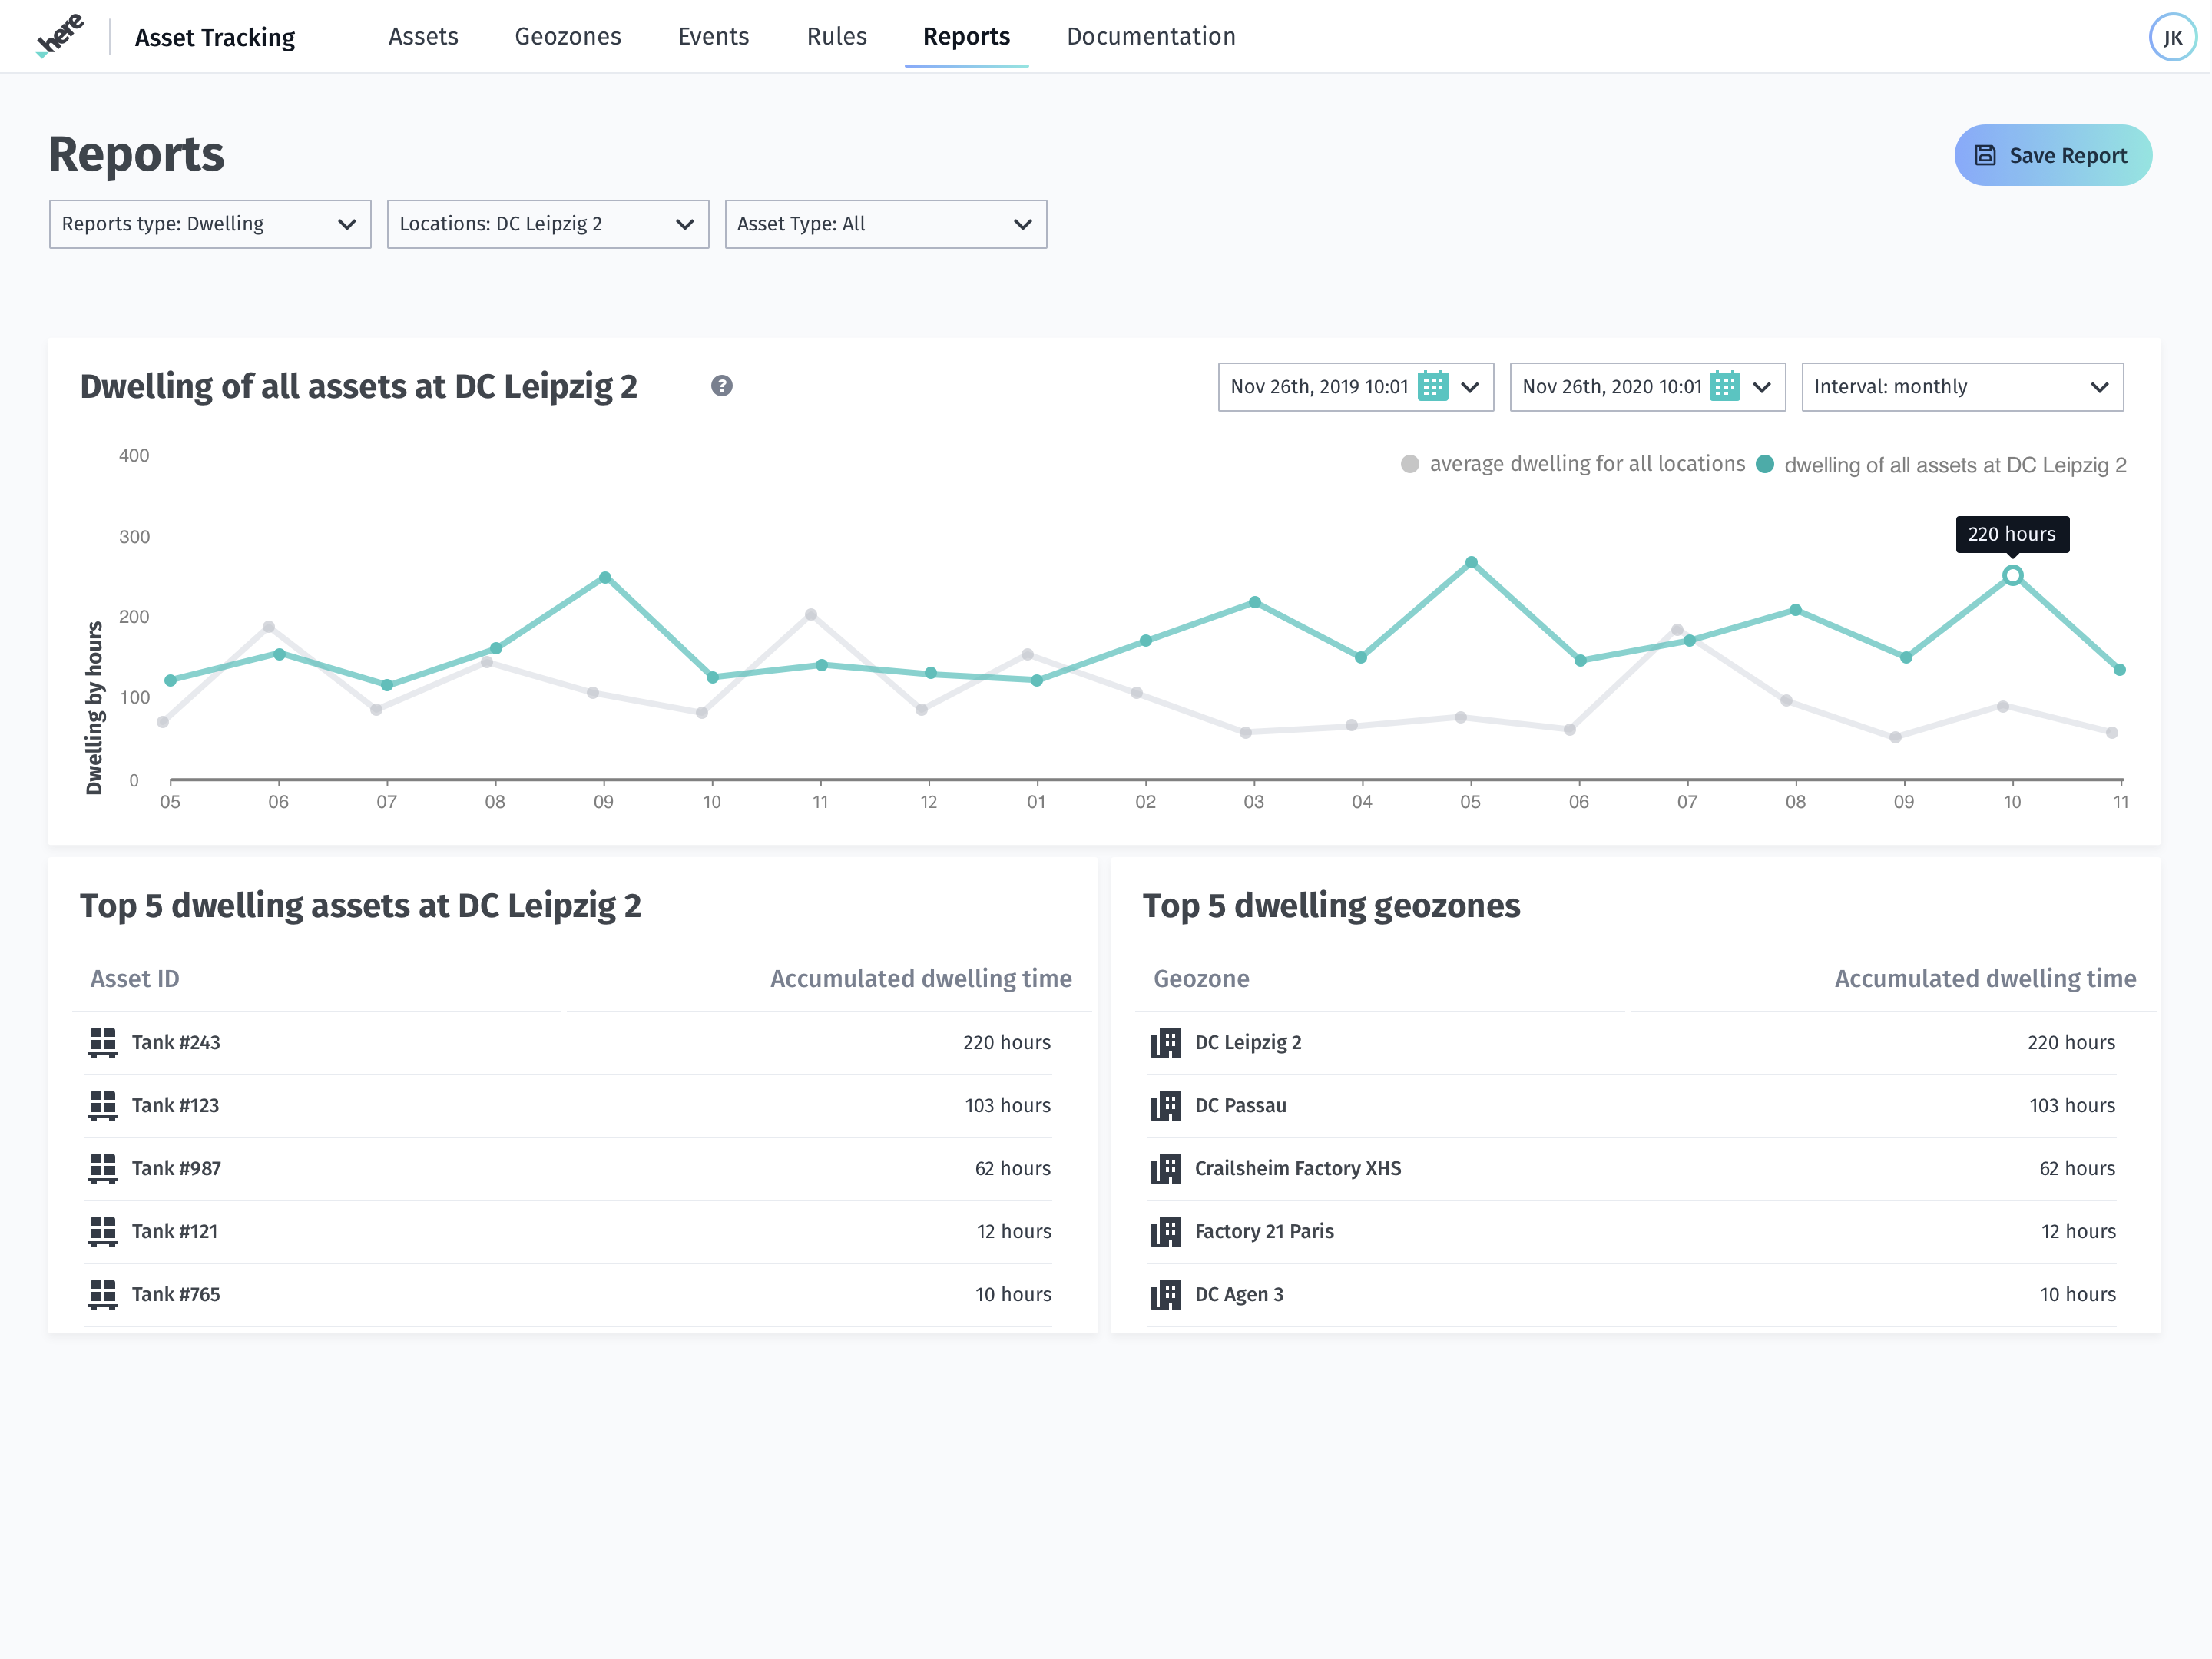 here
Asset Tracking
Assets
Geozones
Events
Rules
Reports
Documentation
JK
Reports
Save Report
Reports type: Dwelling
Locations: DC Leipzig 2
Asset Type: All
Dwelling of all assets at DC Leipzig 2
?
Nov 26th, 2019 10:01
Nov 26th, 2020 10:01
Interval: monthly
average dwelling for all locations
dwelling of all assets at DC Leipzig 2
220 hours
Dwelling by hours
400
300
200
100
0
05 06 07 08 09 10 11 12 01 02 03 04 05 06 07 08 09 10 11
Top 5 dwelling assets at DC Leipzig 2
Asset ID Accumulated dwelling time
Tank #243 220 hours
Tank #123 103 hours
Tank #987 62 hours
Tank #121 12 hours
Tank #765 10 hours
Top 5 dwelling geozones
Geozone Accumulated dwelling time
DC Leipzig 2 220 hours
DC Passau 103 hours
Crailsheim Factory XHS 62 hours
Factory 21 Paris 12 hours
DC Agen 3 10 hours